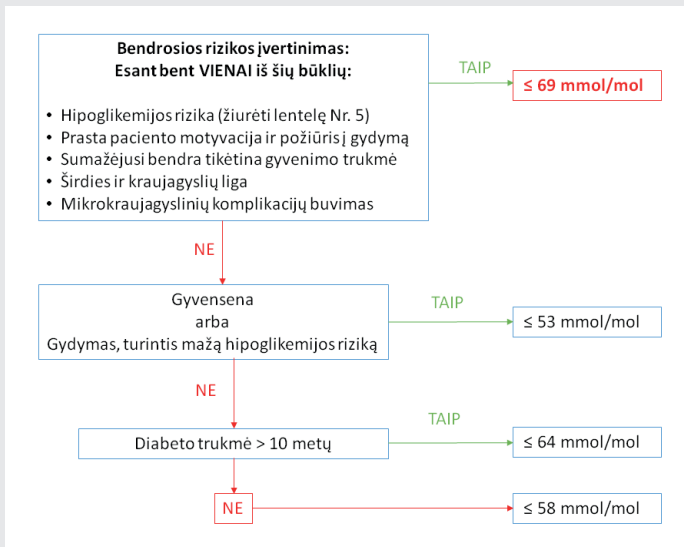 Bendrosios rizikos įvertinimas:
Esant bent VIENAI iš šių būklių:
TAIP
≤ 69 mmol/mol
• Hipoglikemijos rizika (žiurėti lentelę Nr. 5)
• Prasta paciento motyvacija ir požiūris į gydymą
• Sumažėjusi bendra tikėtina gyvenimo trukmė
• Širdies ir kraujagyslių liga
• Mikrokraujagyslinių komplikacijų buvimas
NE
Gyvensena
arba
Gydymas, turintis mažą hipoglikemijos riziką
TAIP
≤ 53 mmol/mol
NE
Diabeto trukmė > 10 metų
TAIP
≤ 64 mmol/mol
NE
≤ 58 mmol/mol